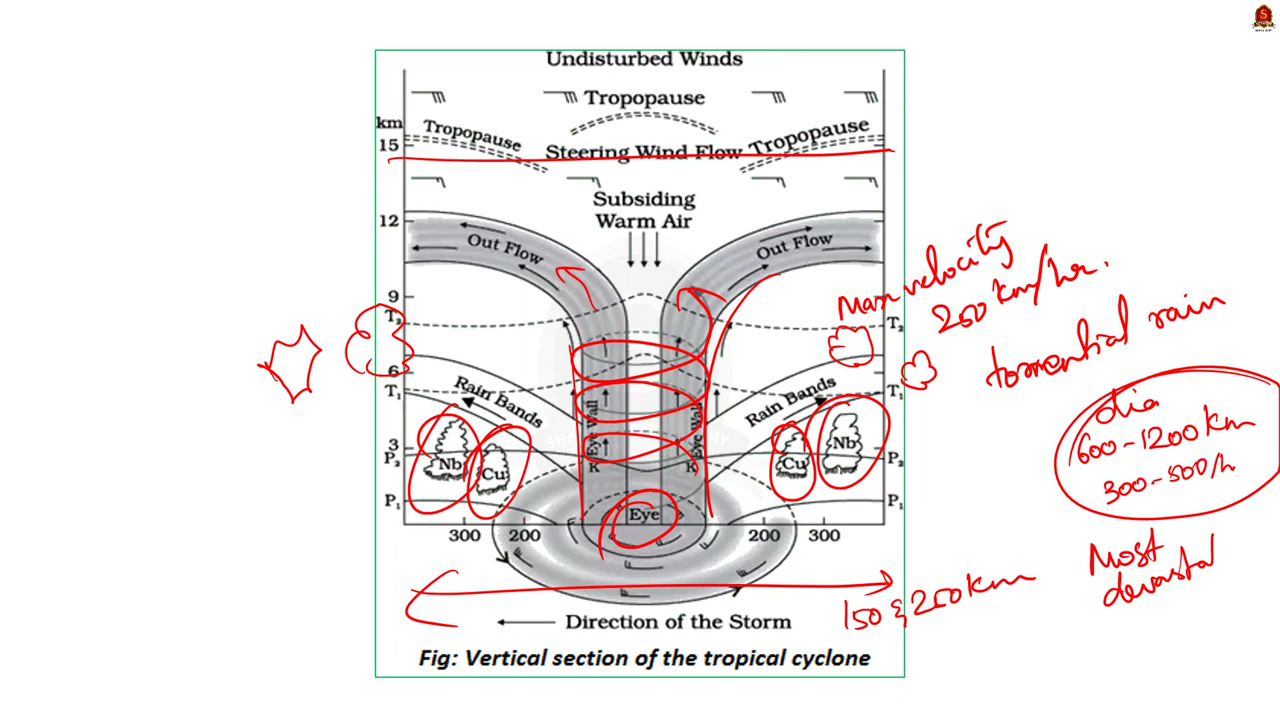 Undisturbed Winds
Tropopause
km
Tropopause
Tropopause
15
Steering Wind Flow
Subsiding
Warm Air
12
Out Flow
Out Flow
9
Max velocity
250 km/hr.
T₂
T₂
torrential rain
6
T₁
T₁
Rain Bands
Rain Bands
Eye Wall
Eye Wall
dia
600-1200 km
300-500/h
3
Nb
Cu
Cu
Nb
P₂
P₂
K
K
P₁
P₁
Eye
300
200
200
300
Most
devastal
150 & 250 km
Direction of the Storm
Fig: Vertical section of the tropical cyclone